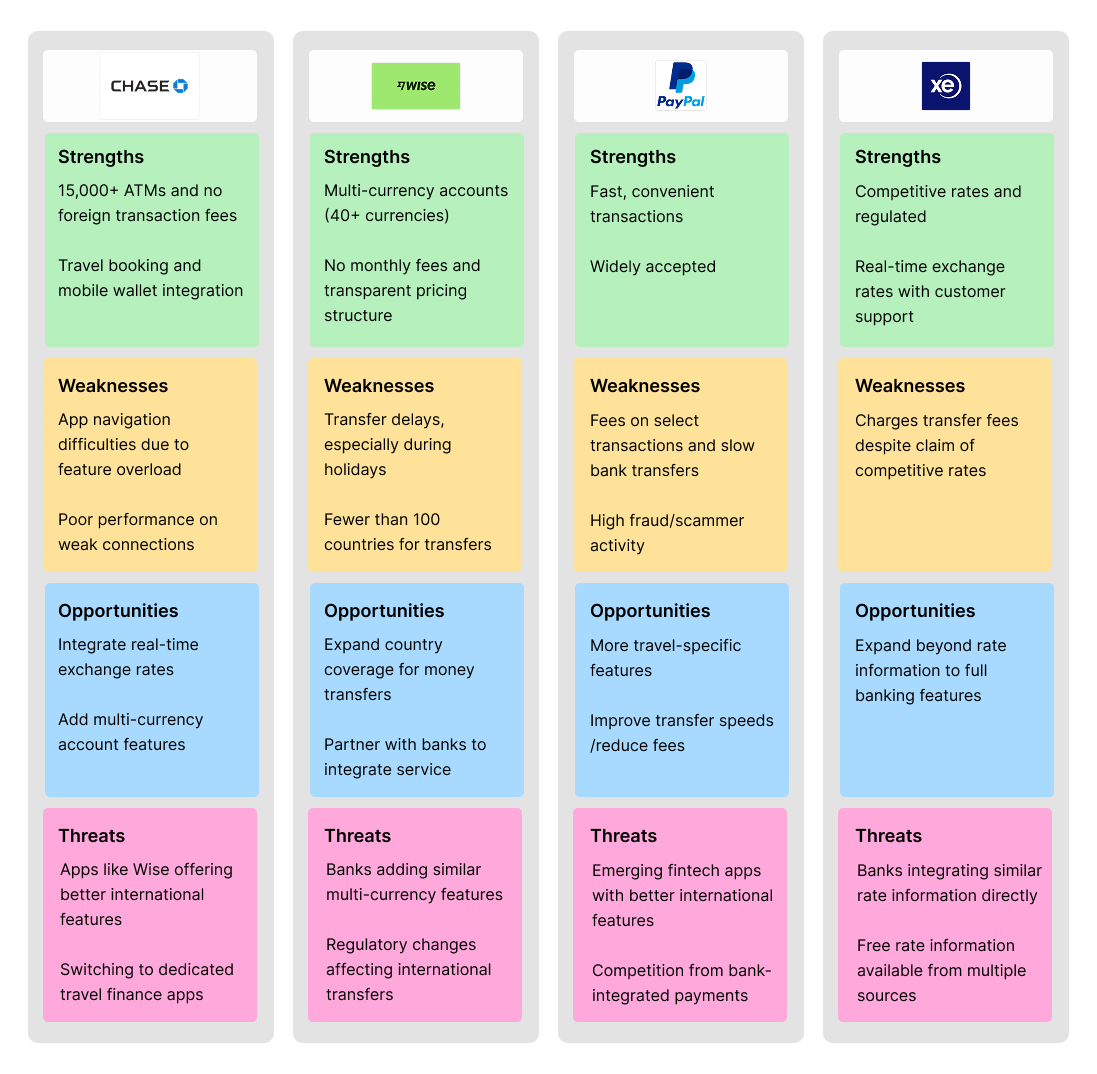 CHASE
Strengths
15,000+ ATMs and no
foreign transaction fees
Travel booking and
mobile wallet integration
Weaknesses
App navigation
difficulties due to
feature overload
Poor performance on
weak connections
Opportunities
Integrate real-time
exchange rates
Add multi-currency
account features
Threats
Apps like Wise offering
better international
features
Switching to dedicated
travel finance apps
wise
Strengths
Multi-currency accounts
(40+ currencies)
No monthly fees and
transparent pricing
structure
Weaknesses
Transfer delays,
especially during
holidays
Fewer than 100
countries for transfers
Opportunities
Expand country
coverage for money
transfers
Partner with banks to
integrate service
Threats
Banks adding similar
multi-currency features
Regulatory changes
affecting international
transfers
PayPal
Strengths
Fast, convenient
transactions
Widely accepted
Weaknesses
Fees on select
transactions and slow
bank transfers
High fraud/scammer
activity
Opportunities
More travel-specific
features
Improve transfer speeds
/reduce fees
Threats
Emerging fintech apps
with better international
features
Competition from bank-
integrated payments
xe
Strengths
Competitive rates and
regulated
Real-time exchange
rates with customer
support
Weaknesses
Charges transfer fees
despite claim of
competitive rates
Opportunities
Expand beyond rate
information to full
banking features
Threats
Banks integrating similar
rate information directly
Free rate information
available from multiple
sources